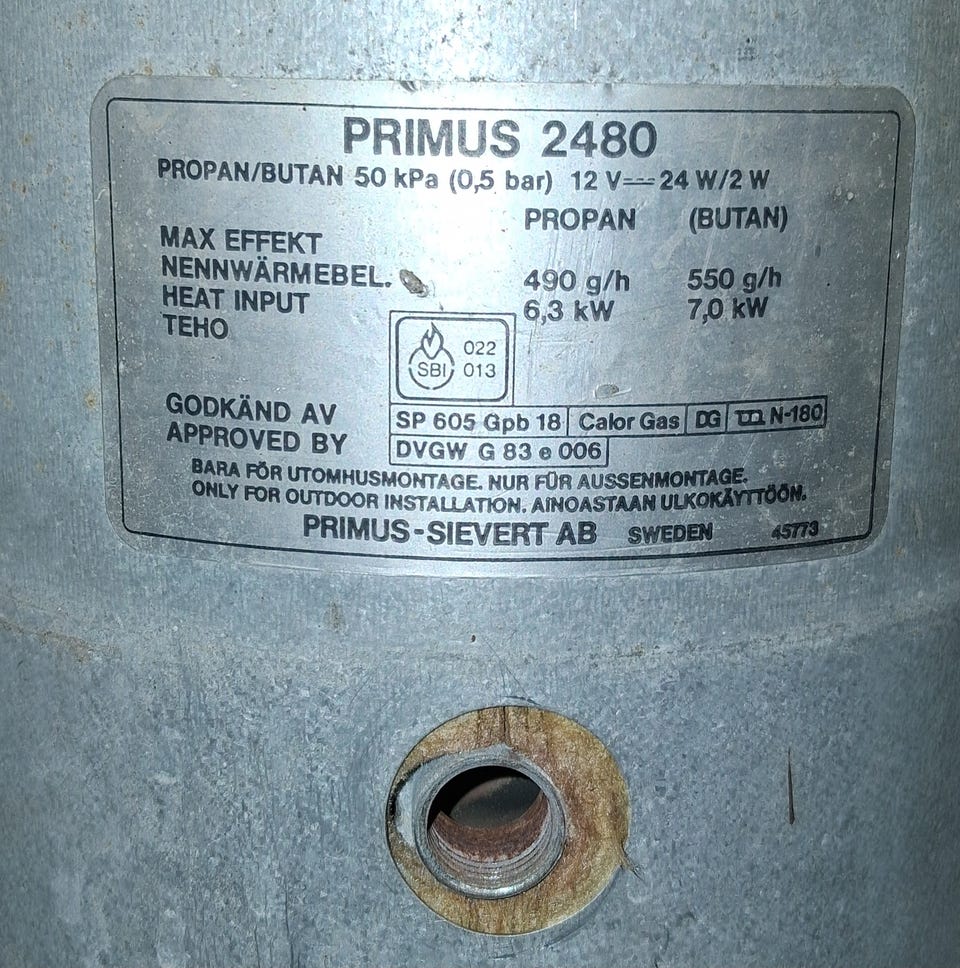 PRIMUS 2480
PROPAN/BUTAN 50 kPa (0,5 bar) 12 V⎓24 W/2 W
PROPAN (BUTAN)
MAX EFFEKT
NENNWÄRMEBEL. 490 g/h 550 g/h
HEAT INPUT 6,3 kW 7,0 kW
TEHO
SBI 022
013
GODKÄND AV SP 605 Gpb 18 Calor Gas DG N-180
APPROVED BY DVGW G 83 e 006
BARA FÖR UTOMHUSMONTAGE. NUR FÜR AUSSENMONTAGE.
ONLY FOR OUTDOOR INSTALLATION. AINOASTAAN ULKOKÄYTTÖÖN.
PRIMUS-SIEVERT AB SWEDEN 45773